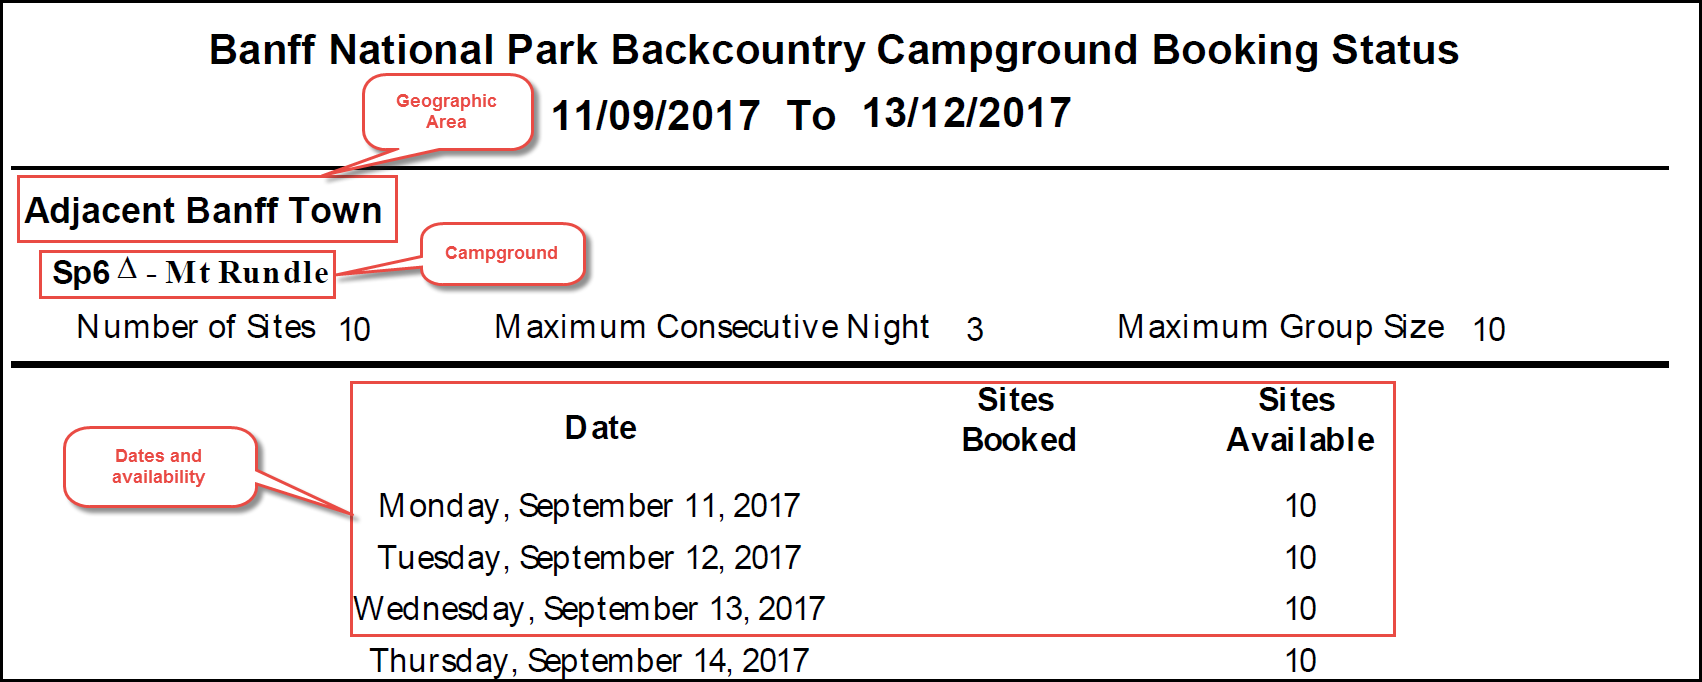 Banff National Park Backcountry Campground Booking Status
Geographic
Area
11/09/2017 To 13/12/2017
Adjacent Banff Town
Campground
Sp6 Δ - Mt Rundle
Number of Sites 10 Maximum Consecutive Night 3 Maximum Group Size 10
Dates and
availability
Date Sites Booked Sites Available
Monday, September 11, 2017 10
Tuesday, September 12, 2017 10
Wednesday, September 13, 2017 10
Thursday, September 14, 2017 10